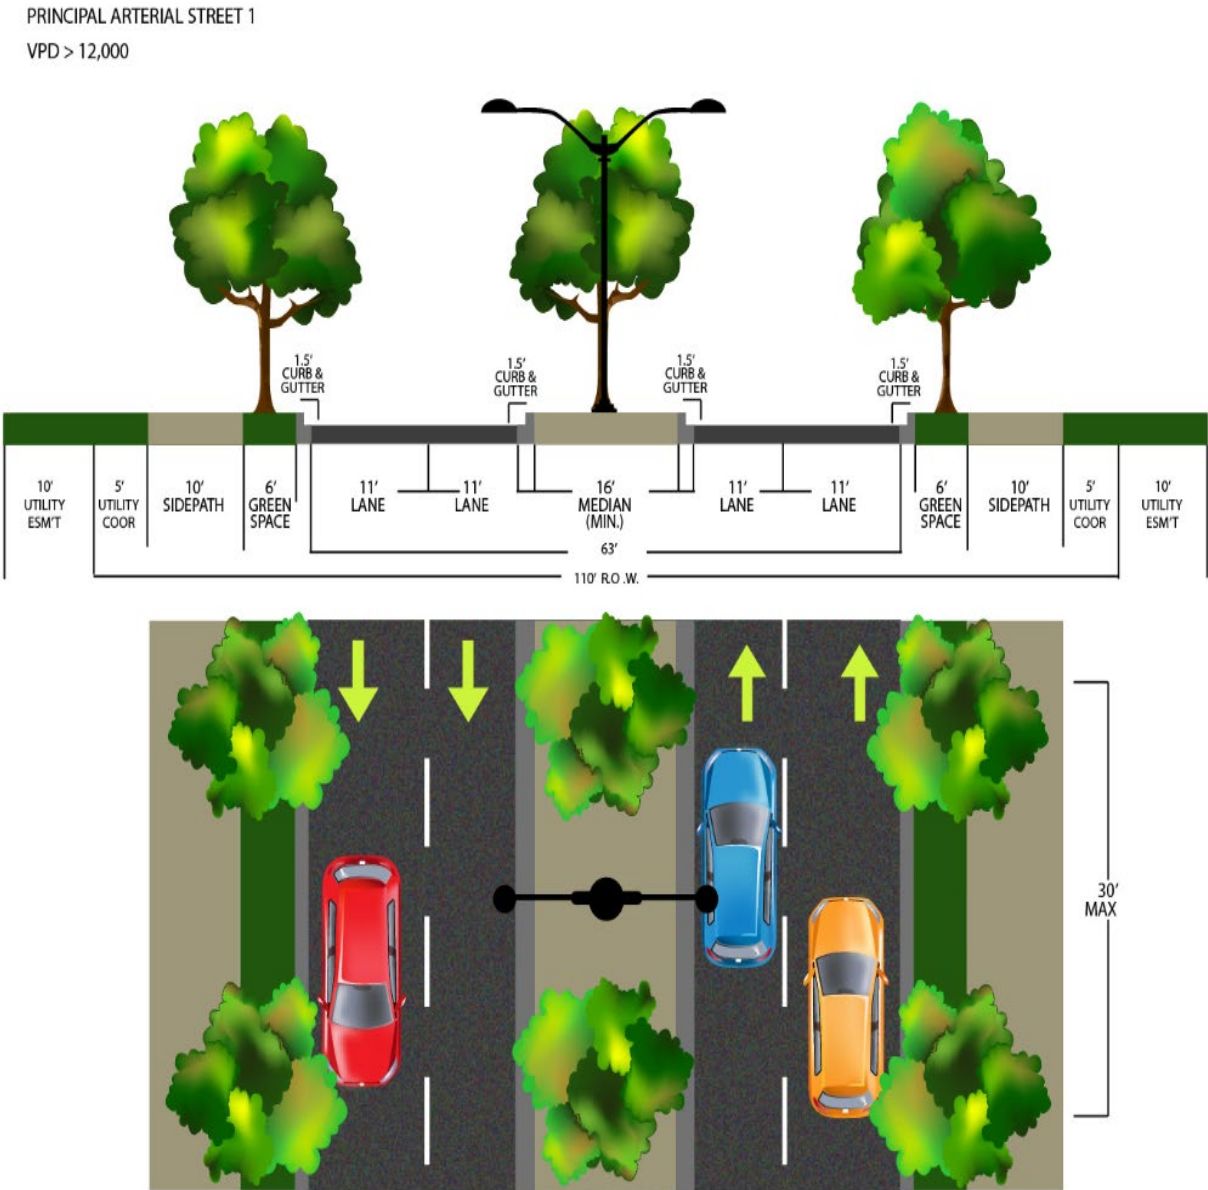 PRINCIPAL ARTERIAL STREET 1
VPD > 12,000
1.5'
CURB &
GUTTER
1.5'
CURB &
GUTTER
1.5'
CURB &
GUTTER
1.5'
CURB &
GUTTER
10'
UTILITY
ESM'T
5'
UTILITY
COOR
10'
SIDEPATH
6'
GREEN
SPACE
11'
LANE
11'
LANE
16'
MEDIAN
(MIN.)
11'
LANE
11'
LANE
6'
GREEN
SPACE
10'
SIDEPATH
5'
UTILITY
COOR
10'
UTILITY
ESM'T
63'
110' R.O .W.
30'
MAX